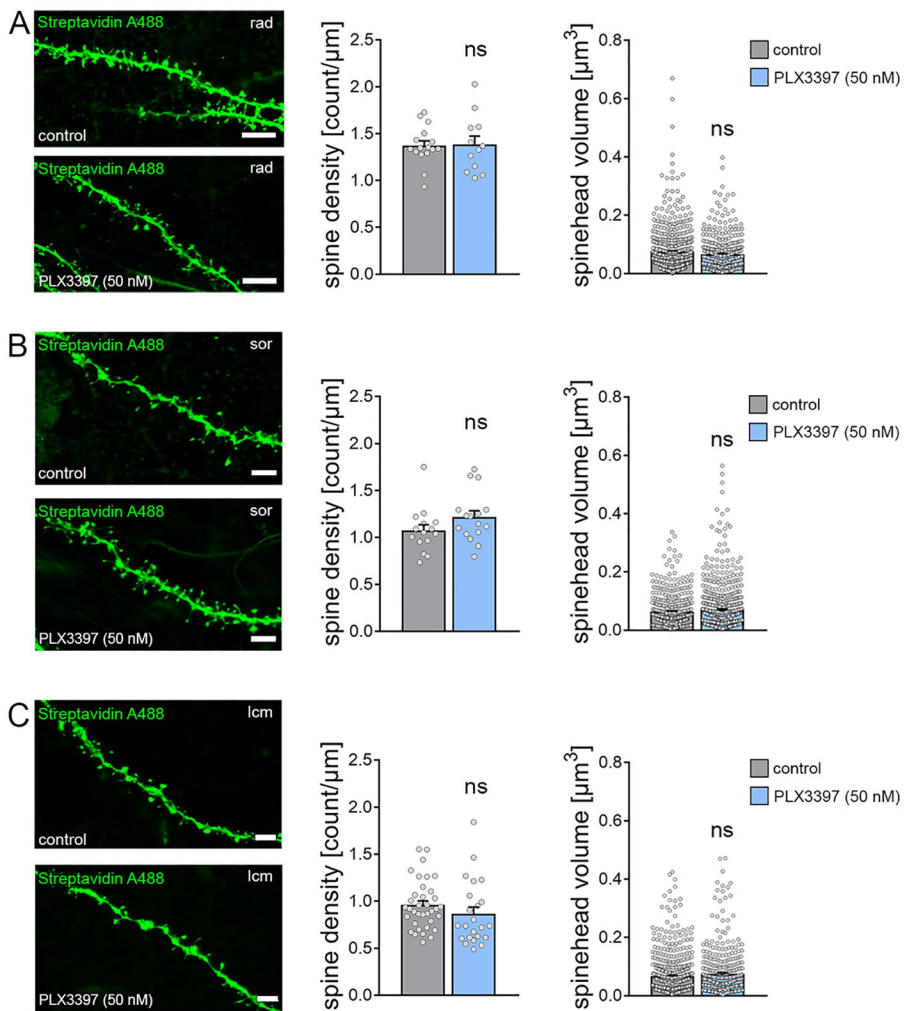 A
Streptavidin A488
rad
control
Streptavidin A488
rad
PLX3397 (50 nM)
spine density [count/µm]
2.5
2.0
1.5
1.0
0.5
0.0
ns
spinehead volume [µm³]
0.8
0.6
0.4
0.2
0.0
ns
control
PLX3397 (50 nM)
B
Streptavidin A488
sor
control
Streptavidin A488
sor
PLX3397 (50 nM)
spine density [count/µm]
2.5
2.0
1.5
1.0
0.5
0.0
ns
spinehead volume [µm³]
0.8
0.6
0.4
0.2
0.0
ns
control
PLX3397 (50 nM)
C
Streptavidin A488
lcm
control
Streptavidin A488
lcm
PLX3397 (50 nM)
spine density [count/µm]
2.5
2.0
1.5
1.0
0.5
0.0
ns
spinehead volume [µm³]
0.8
0.6
0.4
0.2
0.0
ns
control
PLX3397 (50 nM)